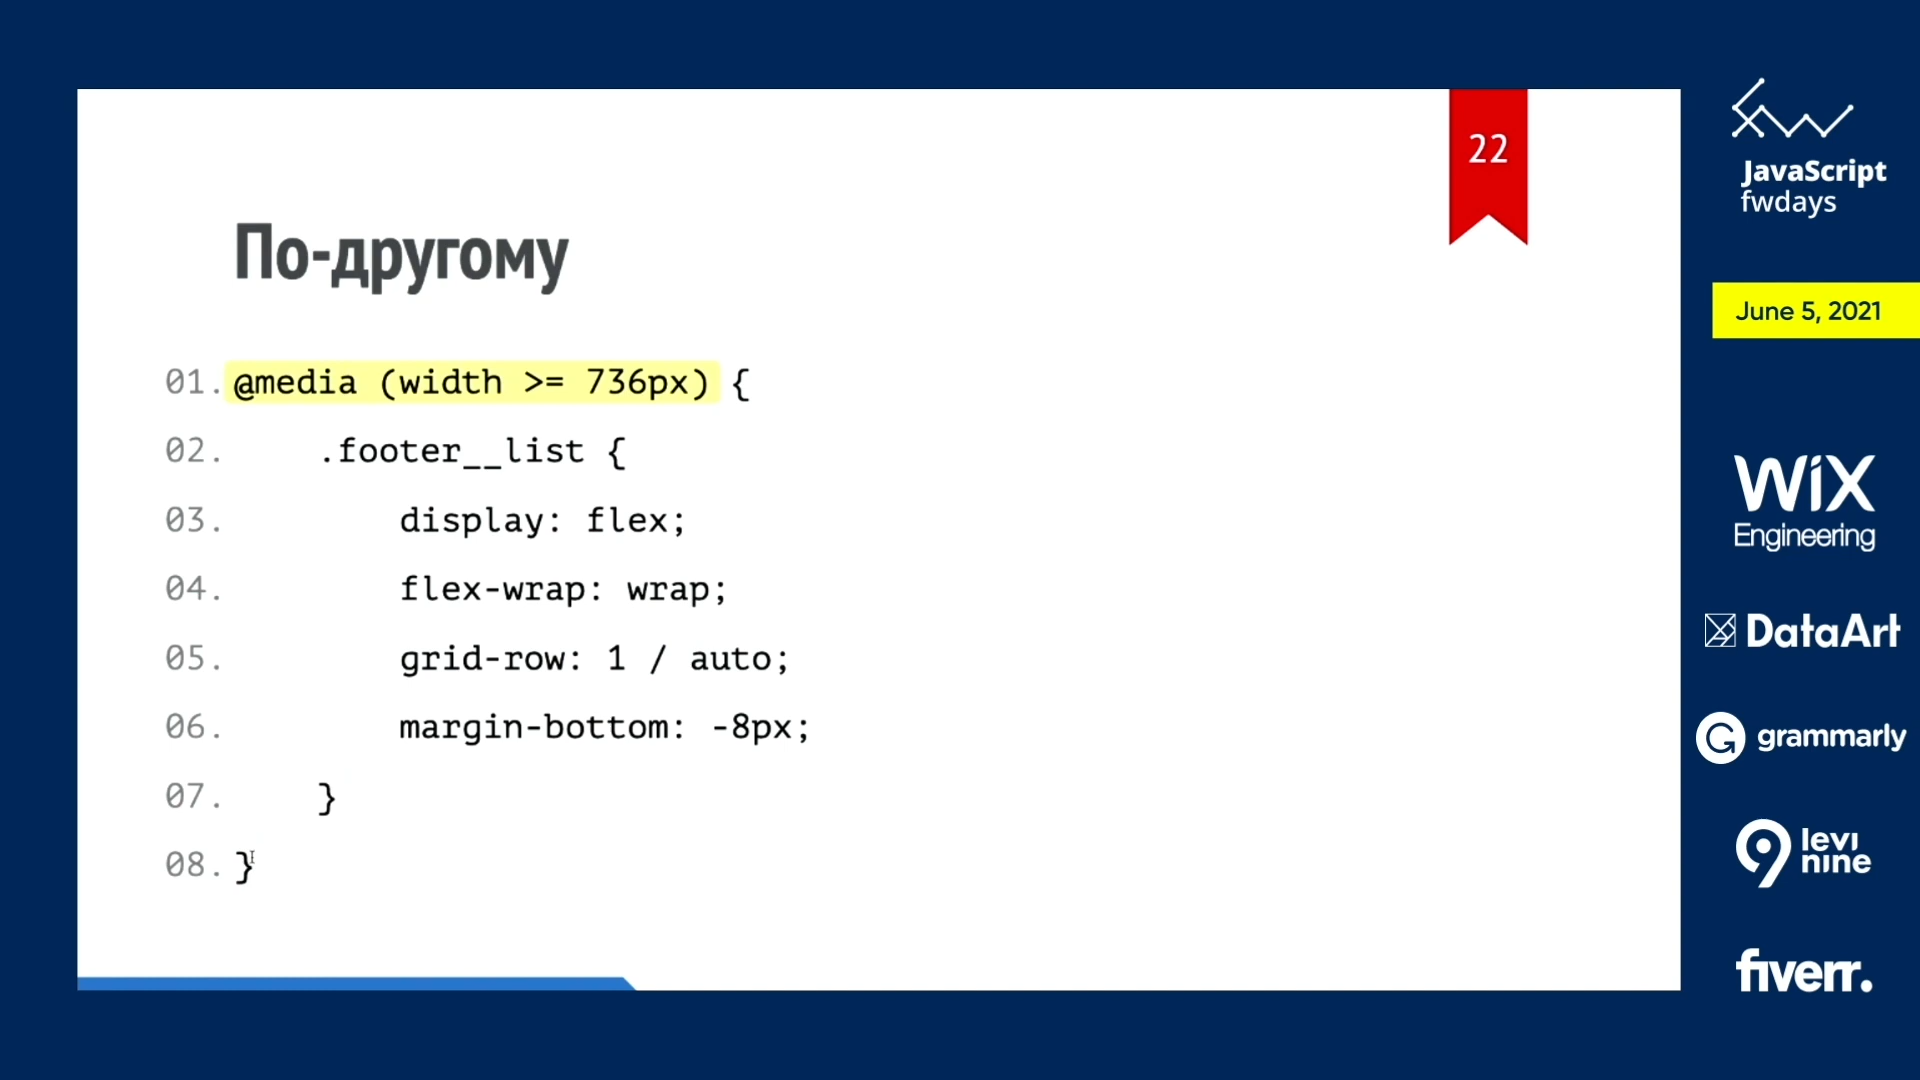 22
По-другому
01. @media (width >= 736px) {
02. .footer__list {
03. display: flex;
04. flex-wrap: wrap;
05. grid-row: 1 / auto;
06. margin-bottom: -8px;
07. }
08. }
JavaScript
fwdays
June 5, 2021
WiX
Engineering
DataArt
grammarly
levi
nine
fiverr.